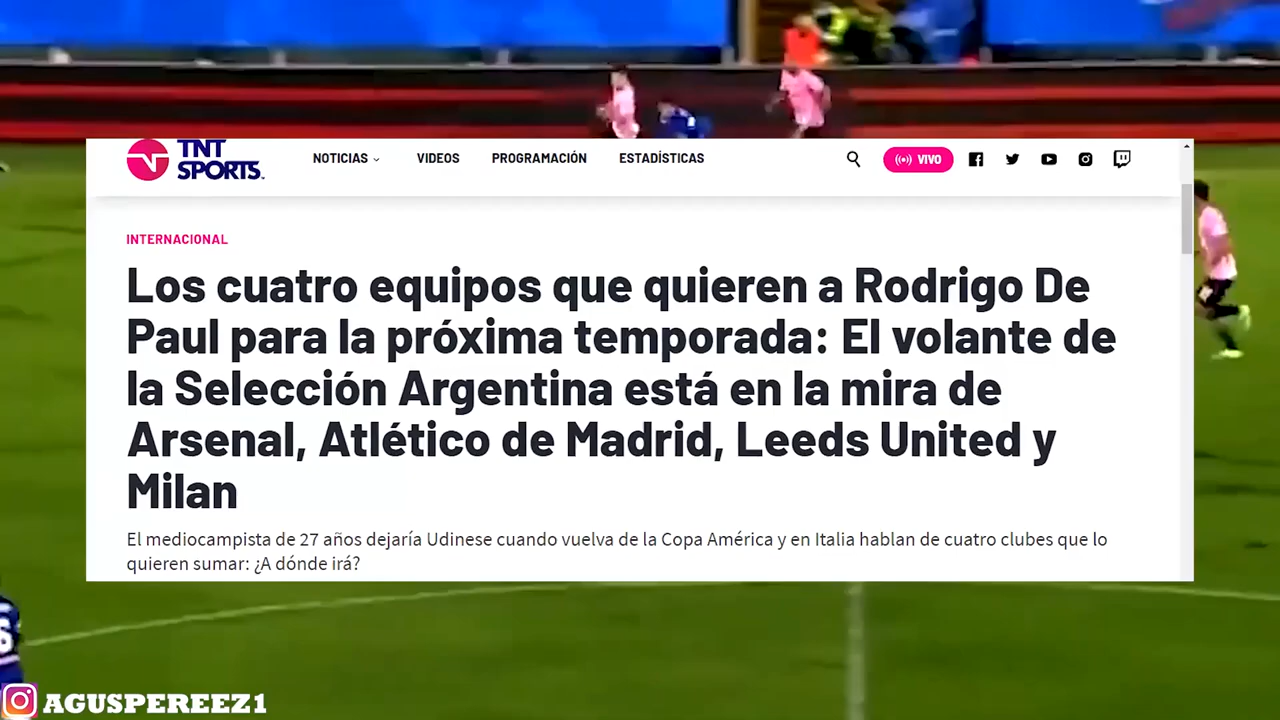 TNT
SPORTS
NOTICIAS
VIDEOS
PROGRAMACIÓN
ESTADÍSTICAS
VIVO
INTERNACIONAL
Los cuatro equipos que quieren a Rodrigo De
Paul para la próxima temporada: El volante de
la Selección Argentina está en la mira de
Arsenal, Atlético de Madrid, Leeds United y
Milan
El mediocampista de 27 años dejaría Udinese cuando vuelva de la Copa América y en Italia hablan de cuatro clubes que lo
quieren sumar: ¿A dónde irá?
AGUSPEREEZ1